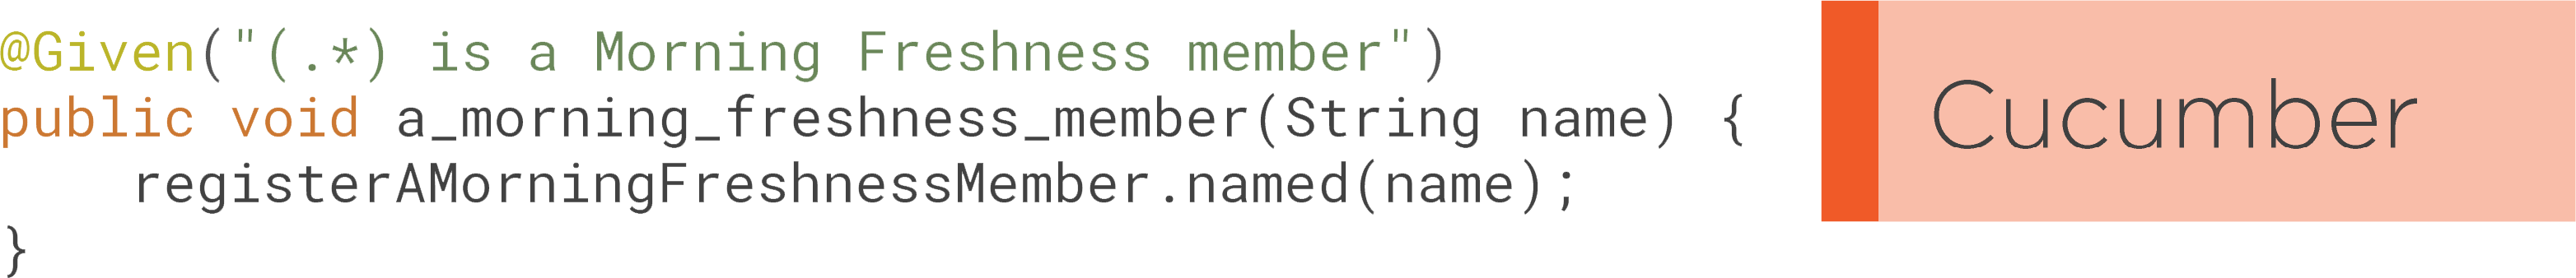 @Given("(.*) is a Morning Freshness member")
public void a_morning_freshness_member(String name) {
    registerAMorningFreshnessMember.named(name);
}
Cucumber